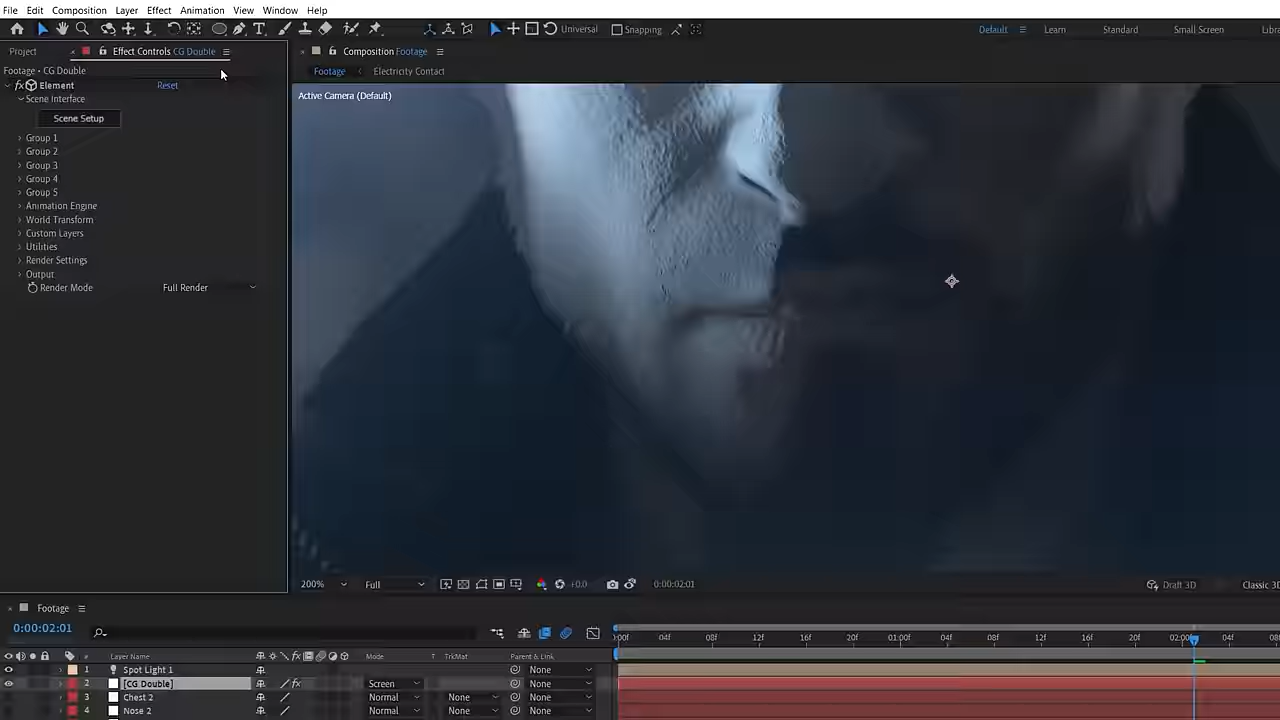 File Edit Composition Layer Effect Animation View Window Help
Universal Snapping Default Learn Standard Small Screen
Project Effect Controls CG Double Composition Footage
Footage • CG Double Footage Electricity Contact
fx Element Reset
Active Camera (Default)
Scene Interface
Scene Setup
Group 1
Group 2
Group 3
Group 4
Group 5
Animation Engine
World Transform
Custom Layers
Utilities
Render Settings
Output
Render Mode Full Render
200% Full +0.0 0:00:02:01 Draft 3D Classic 3D
Footage
0:00:02:01
:00f 04f 08f 12f 16f 20f 01:00f 04f 08f 12f 16f 20f 02:00f 04f
# Layer Name fx Mode T TrkMat Parent & Link
1 Spot Light 1 None
2 [CG Double] fx Screen None
3 Chest 2 Normal None None
4 Nose 2 Normal None None